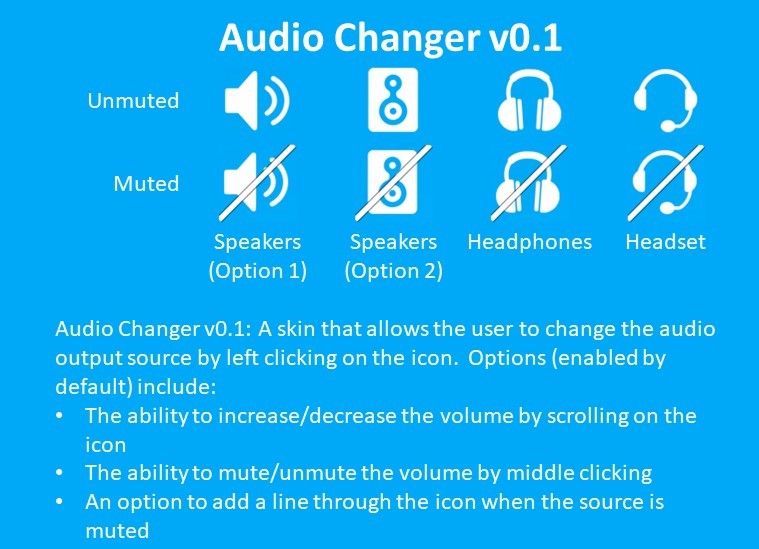 Audio Changer v0.1
Unmuted
Muted
Speakers
(Option 1)
Speakers
(Option 2)
Headphones
Headset
Audio Changer v0.1: A skin that allows the user to change the audio
output source by left clicking on the icon.  Options (enabled by
default) include:
• The ability to increase/decrease the volume by scrolling on the
icon
• The ability to mute/unmute the volume by middle clicking
• An option to add a line through the icon when the source is
muted